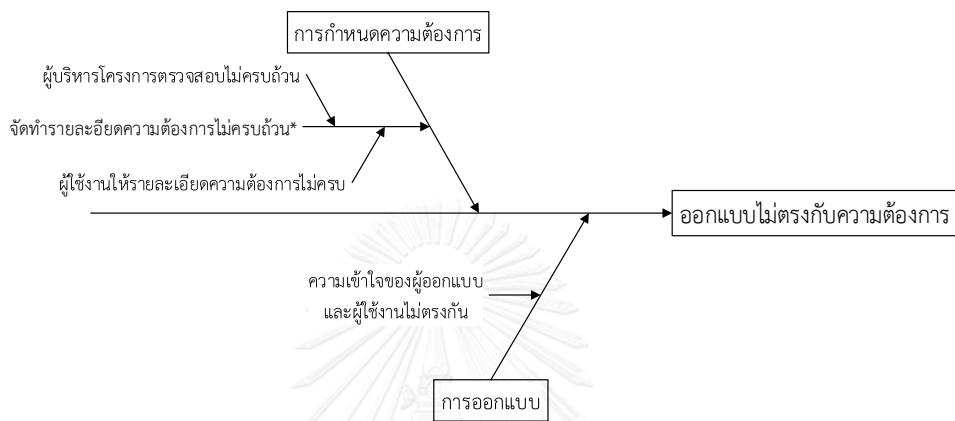 การกำหนดความต้องการ
ผู้บริหารโครงการตรวจสอบไม่ครบถ้วน
จัดทำรายละอียดความต้องการไม่ครบถ้วน*
ผู้ใช้งานให้รายละเอียดความต้องการไม่ครบ
ออกแบบไม่ตรงกับความต้องการ
ความเข้าใจของผู้ออกแบบ
และผู้ใช้งานไม่ตรงกัน
การออกแบบ